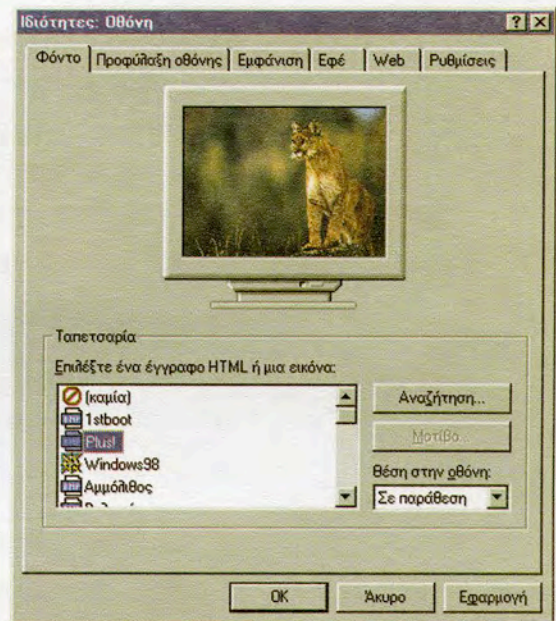 Ιδιότητες: Οθόνη
Φόντο Προφύλαξη οθόνης Εμφάνιση Εφέ Web Ρυθμίσεις
Ταπετσαρία
Επιλέξτε ένα έγγραφο HTML ή μια εικόνα:
(καμία)
1stboot
Plus!
Windows98
Αμμόλιθος
Αναζήτηση...
Μοτίβο...
Θέση στην οθόνη:
Σε παράθεση
OK Άκυρο Εφαρμογή